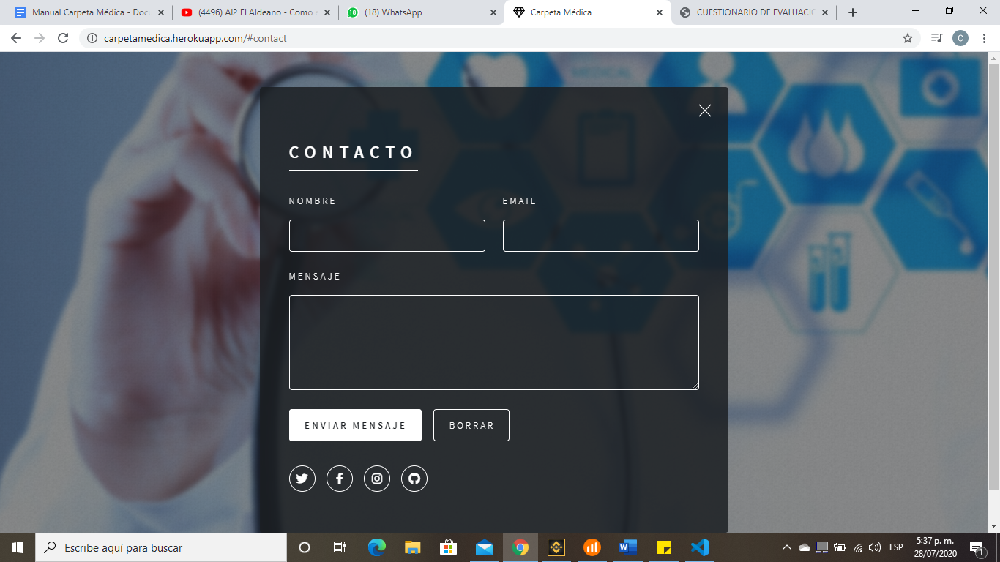 Manual Carpeta Médica - Docu
(4496) Al2 El Aldeano - Como e
18
(18) WhatsApp
Carpeta Médica
CUESTIONARIO DE EVALUACIÓ
carpetamedica.herokuapp.com/#contact
C
MEDICAL
CONTACTO
NOMBRE
EMAIL
MENSAJE
ENVIAR MENSAJE
BORRAR
Escribe aquí para buscar
ESP
5:37 p. m.
28/07/2020
1